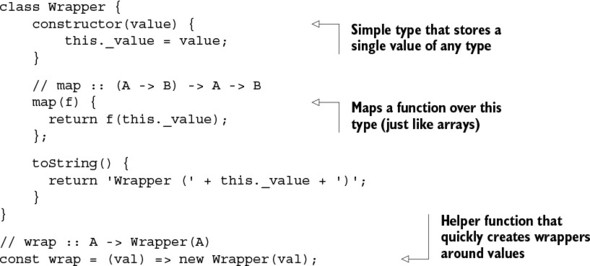 class Wrapper {
    constructor(value) {
        this._value = value;
    }
Simple type that stores a
single value of any type
    // map :: (A -> B) -> A -> B
    map(f) {
      return f(this._value);
    };
Maps a function over this
type (just like arrays)
    toString() {
        return 'Wrapper (' + this._value + ')';
    }
}
Helper function that
quickly creates wrappers
around values
// wrap :: A -> Wrapper(A)
const wrap = (val) => new Wrapper(val);